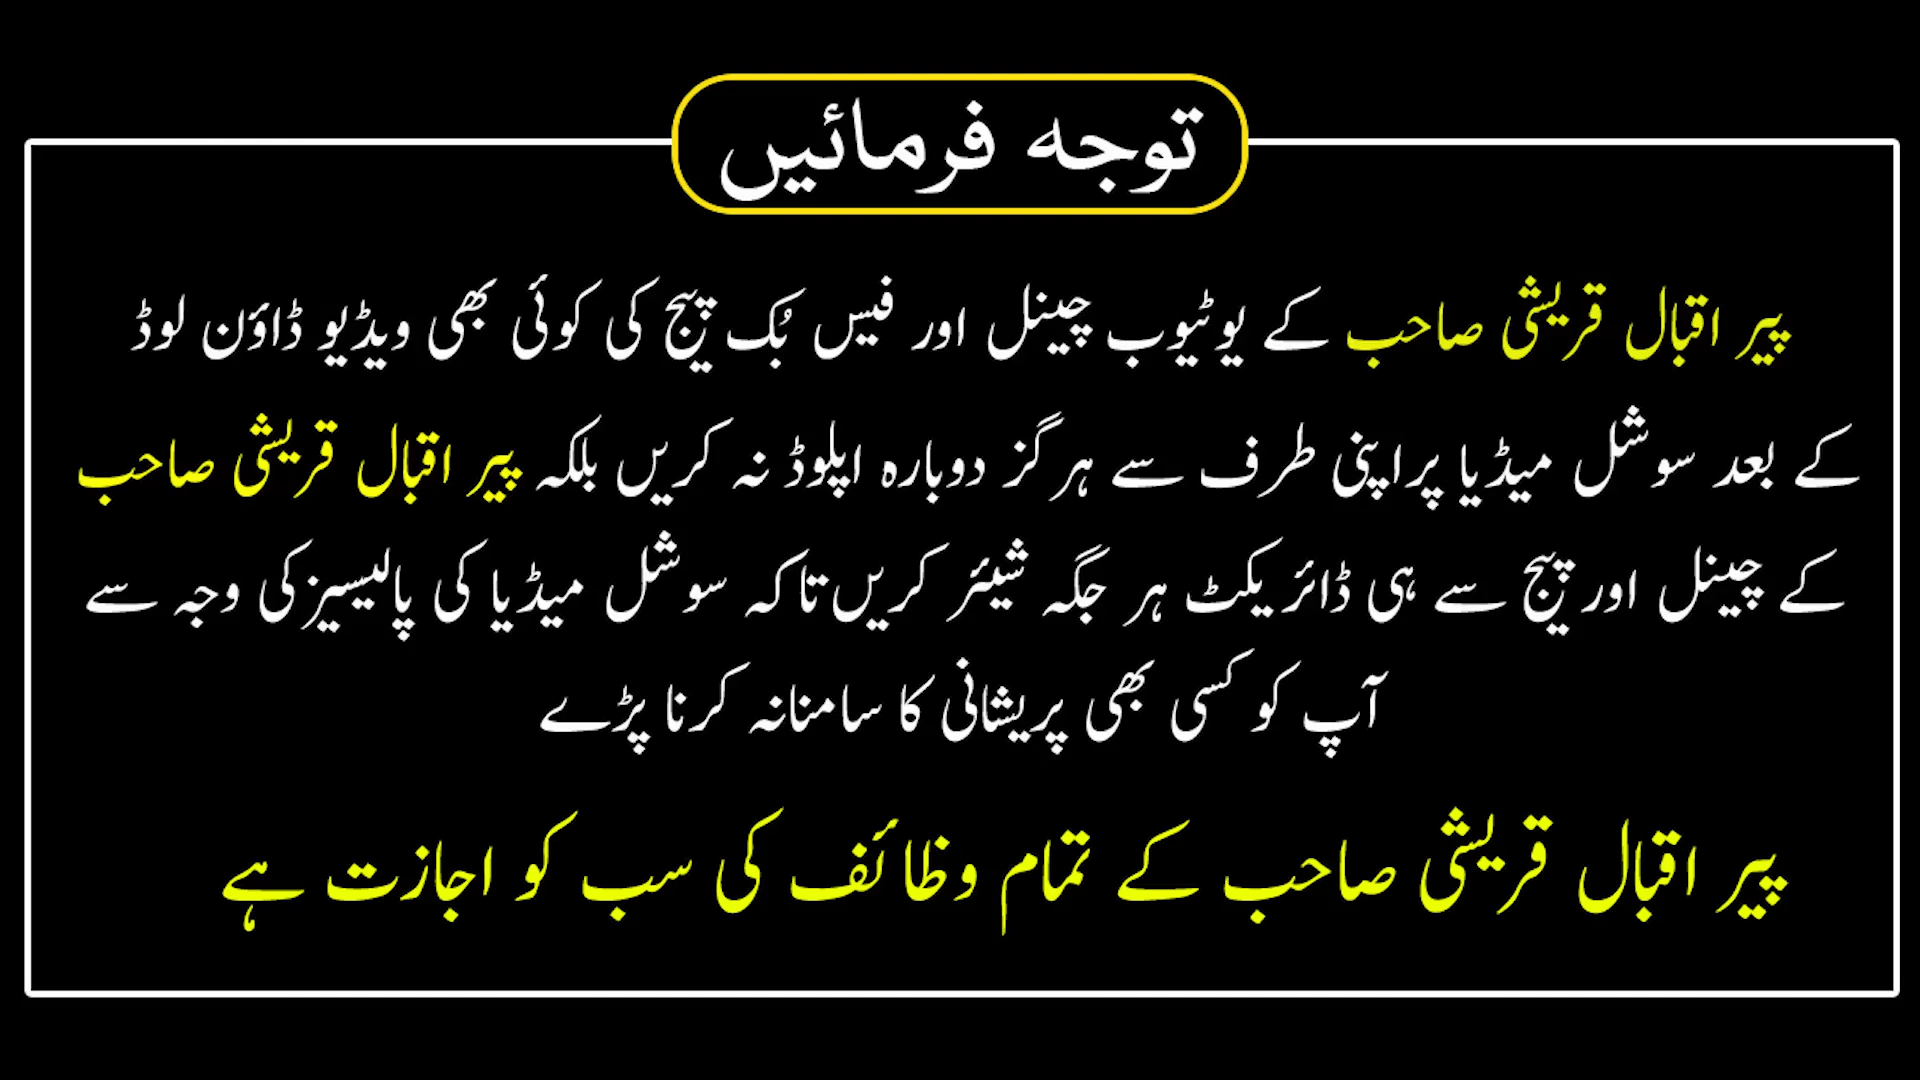 توجہ فرمائیں
پیر اقبال قریشی صاحب کے یوٹیوب چینل اور فیس بُک پیج کی کوئی بھی ویڈیو ڈاؤن لوڈ
کے بعد سوشل میڈیا پر اپنی طرف سے ہرگز دوبارہ اپلوڈ نہ کریں بلکہ پیر اقبال قریشی صاحب
کے چینل اور پیج سے ہی ڈائریکٹ ہر جگہ شیئر کریں تاکہ سوشل میڈیا کی پالیسیز کی وجہ سے
آپ کو کسی بھی پریشانی کا سامنا نہ کرنا پڑے
پیر اقبال قریشی صاحب کے تمام وظائف کی سب کو اجازت ہے